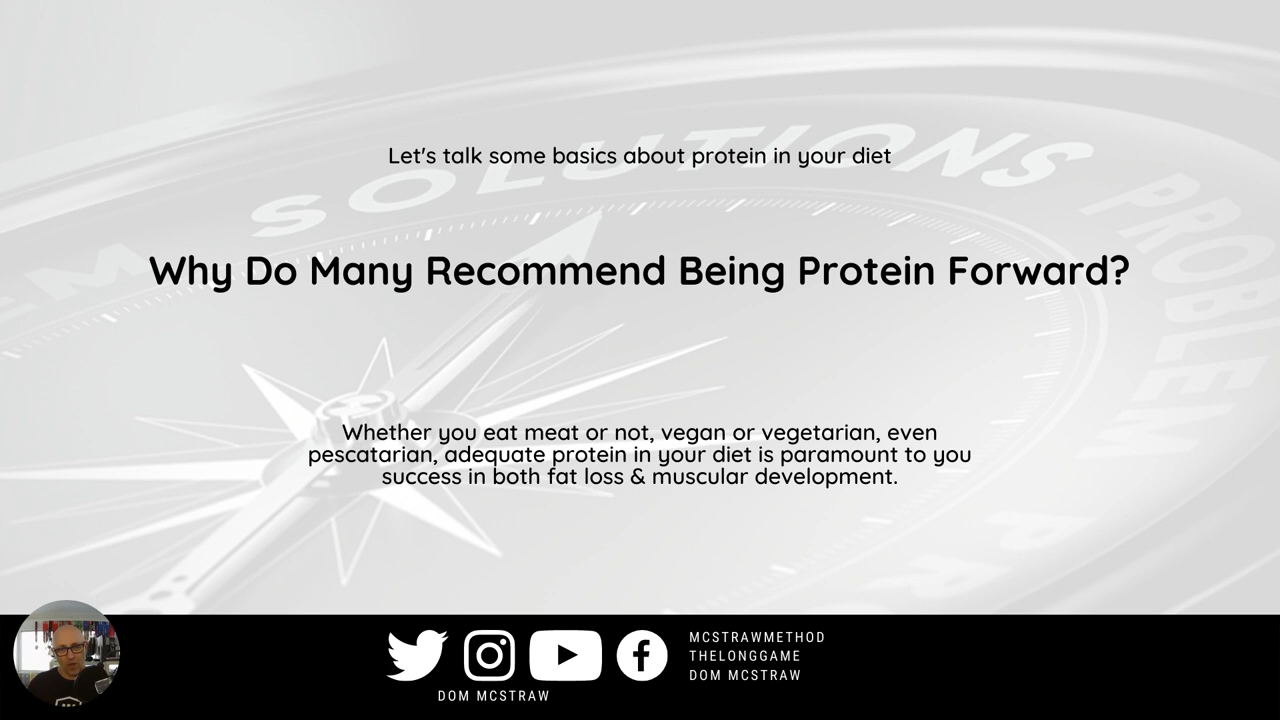 Let's talk some basics about protein in your diet
SOLUTIONS
PROBLEM
Why Do Many Recommend Being Protein Forward?
Whether you eat meat or not, vegan or vegetarian, even
pescatarian, adequate protein in your diet is paramount to you
success in both fat loss & muscular development.
MCSTRAWMETHOD
THELONGGAME
DOM MCSTRAW
DOM MCSTRAW